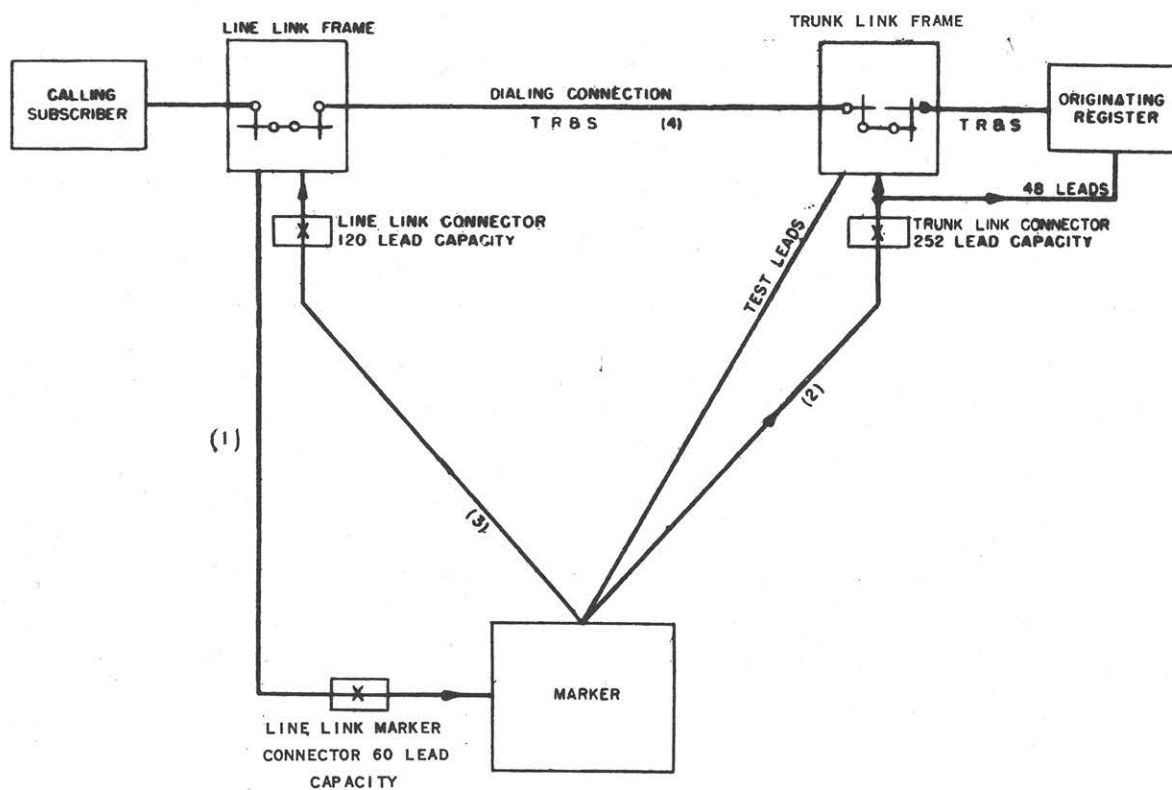 LINE LINK FRAME
TRUNK LINK FRAME
CALLING
SUBSCRIBER
DIALING CONNECTION
T R & S (4)
T R & S
ORIGINATING
REGISTER
48 LEADS
LINE LINK CONNECTOR
120 LEAD CAPACITY
TEST LEADS
TRUNK LINK CONNECTOR
252 LEAD CAPACITY
(2)
(1)
(3)
MARKER
LINE LINK MARKER
CONNECTOR 60 LEAD
CAPACITY